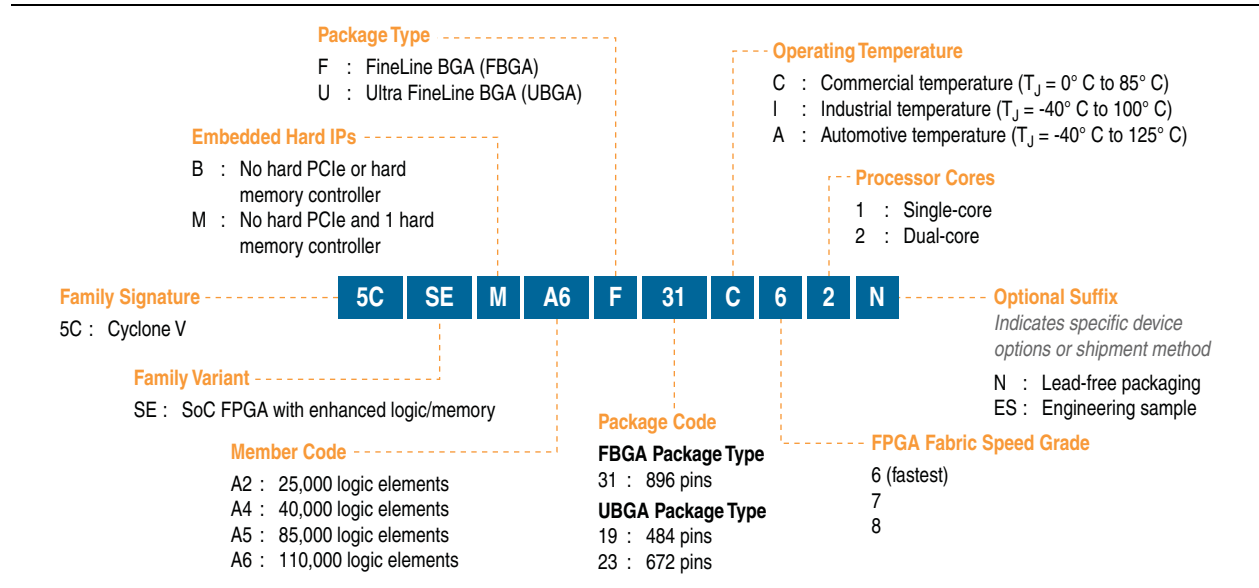 Package Type
F : FineLine BGA (FBGA)
U : Ultra FineLine BGA (UBGA)
Operating Temperature
C : Commercial temperature (TJ = 0° C to 85° C)
I : Industrial temperature (TJ = -40° C to 100° C)
A : Automotive temperature (TJ = -40° C to 125° C)
Embedded Hard IPs
B : No hard PCIe or hard
memory controller
M : No hard PCIe and 1 hard
memory controller
Processor Cores
1 : Single-core
2 : Dual-core
5C SE M A6 F 31 C 6 2 N
Family Signature
5C : Cyclone V
Optional Suffix
Indicates specific device
options or shipment method
N : Lead-free packaging
ES : Engineering sample
Family Variant
SE : SoC FPGA with enhanced logic/memory
Member Code
A2 : 25,000 logic elements
A4 : 40,000 logic elements
A5 : 85,000 logic elements
A6 : 110,000 logic elements
Package Code
FBGA Package Type
31 : 896 pins
UBGA Package Type
19 : 484 pins
23 : 672 pins
FPGA Fabric Speed Grade
6 (fastest)
7
8